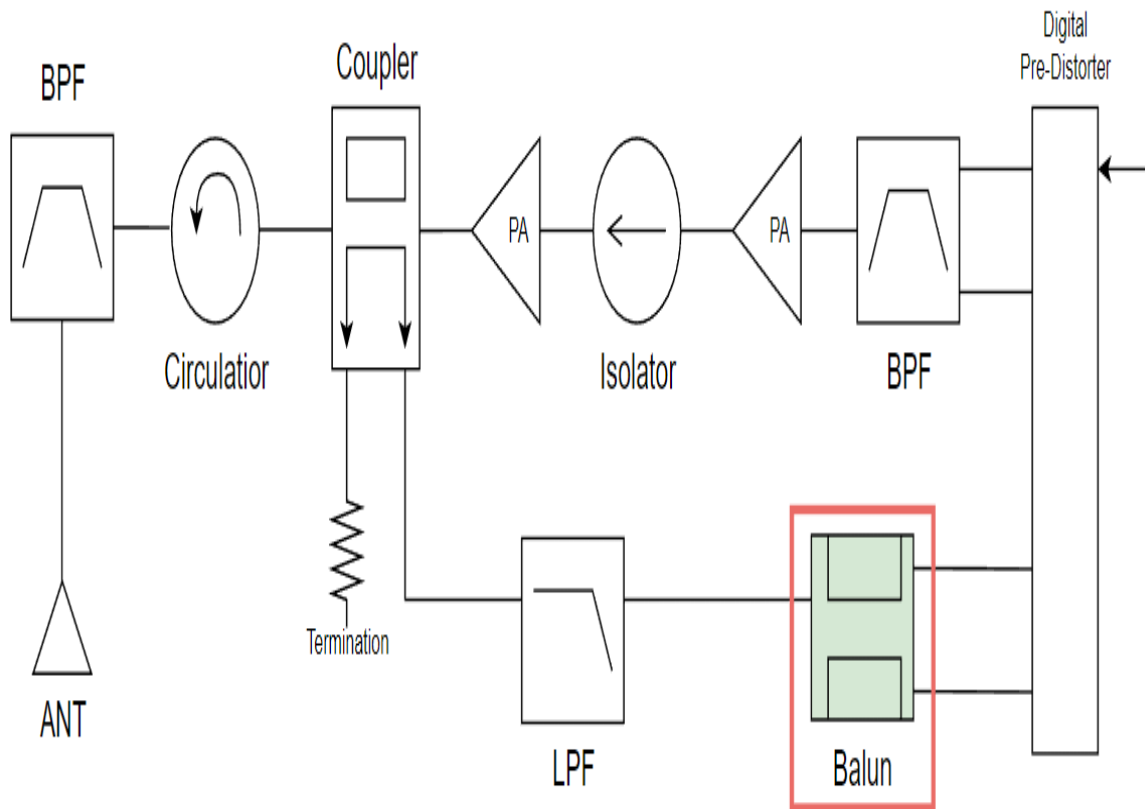 Digital
Pre-Distorter
Coupler
BPF
PA
PA
Circulatior
Isolator
BPF
Termination
ANT
LPF
Balun